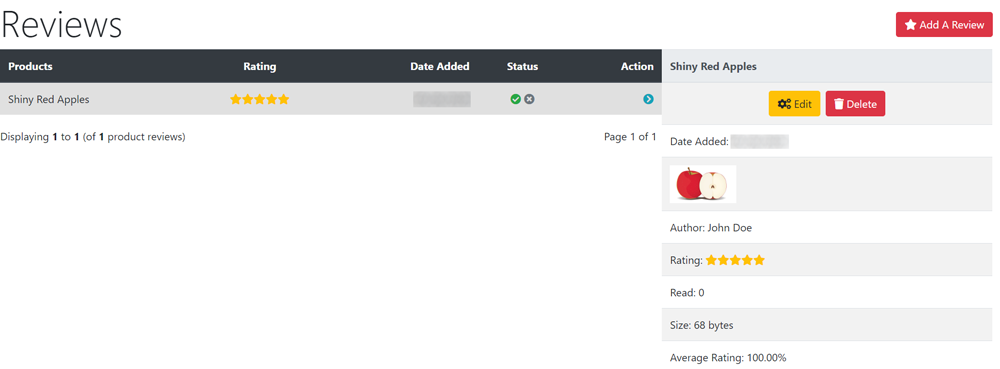 Reviews
Add A Review
Products Rating Date Added Status Action
Shiny Red Apples
Displaying 1 to 1 (of 1 product reviews) Page 1 of 1
Shiny Red Apples
Edit Delete
Date Added:
Author: John Doe
Rating:
Read: 0
Size: 68 bytes
Average Rating: 100.00%